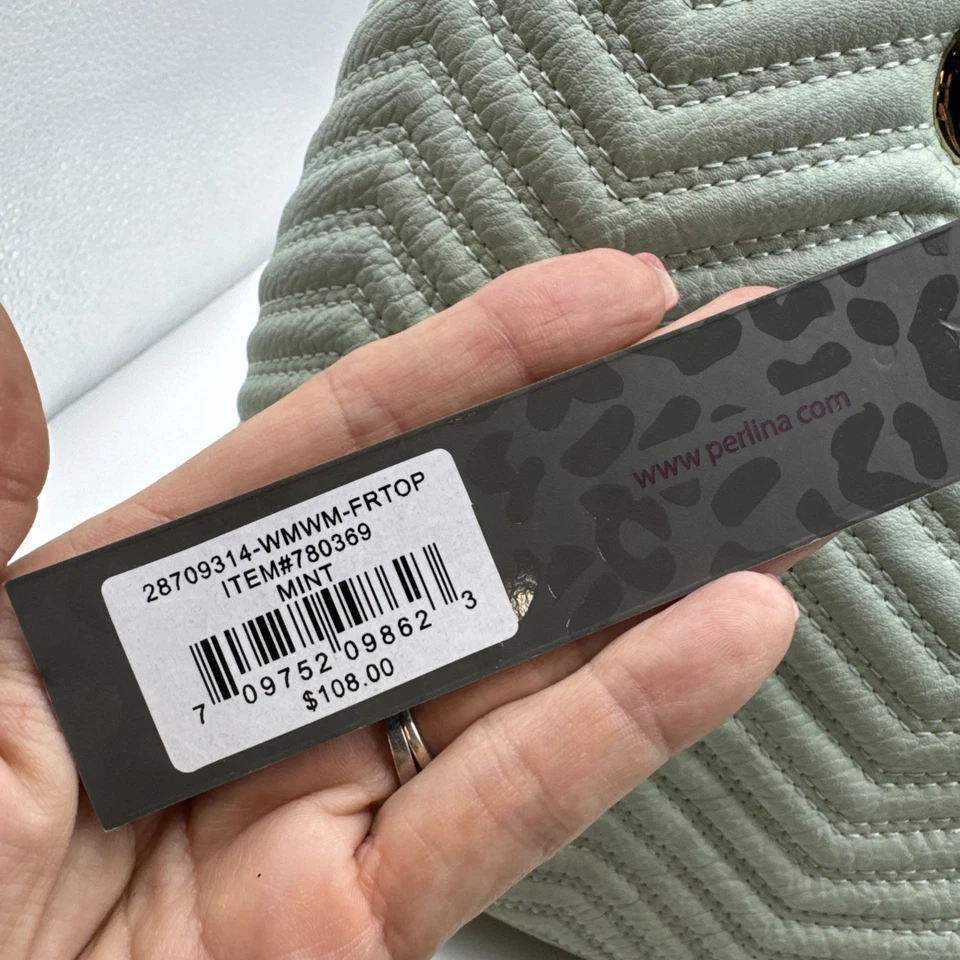 28709314-WMWM-FRTOP
ITEM#780369
MINT
7 09752 09862 3
$108.00
www.perlina.com